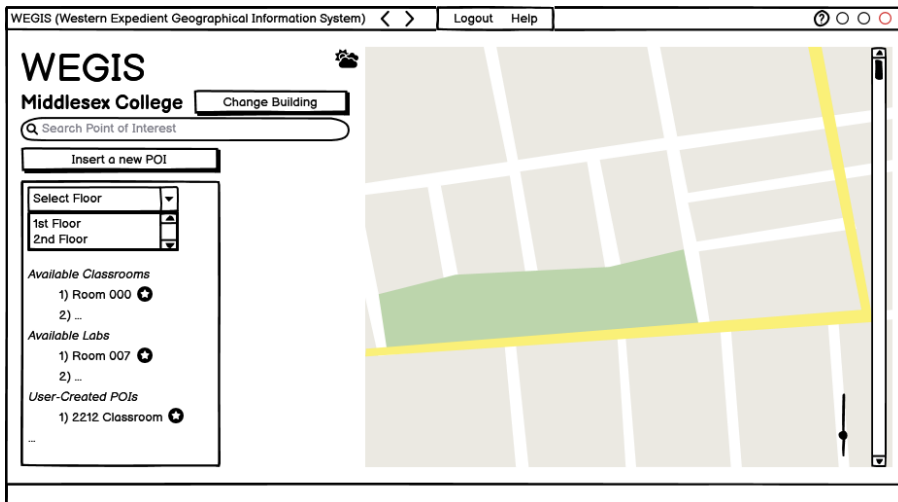 WEGIS (Western Expedient Geographical Information System)
Logout Help
?
WEGIS
Middlesex College
Change Building
Search Point of Interest
Insert a new POI
Select Floor
1st Floor
2nd Floor
Available Classrooms
1) Room 000
2) ...
Available Labs
1) Room 007
2) ...
User-Created POIs
1) 2212 Classroom
...